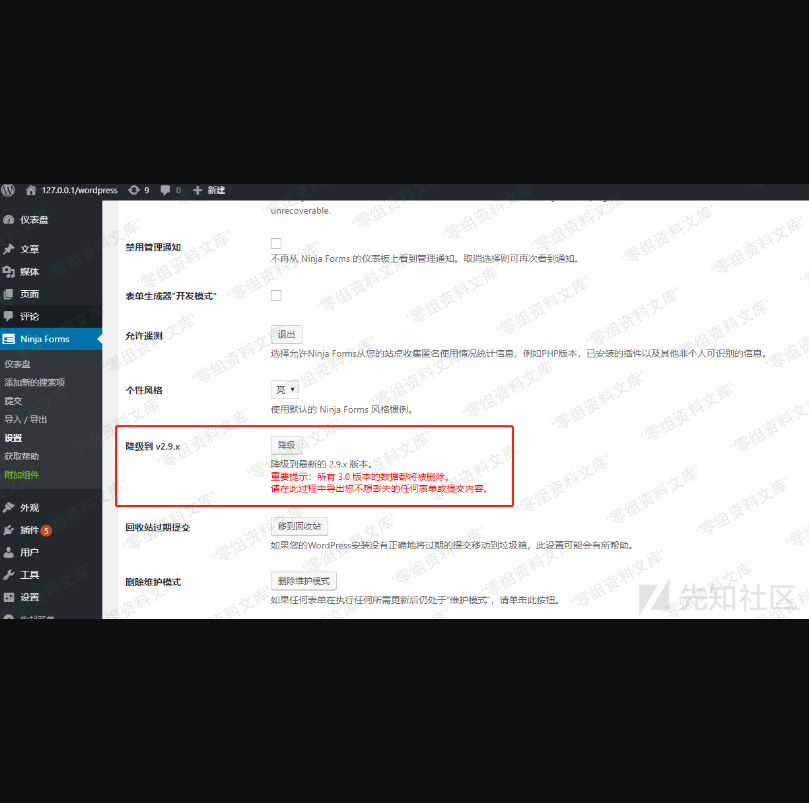 127.0.0.1/wordpress 9 0 新建
仪表盘
文章
媒体
页面
评论
Ninja Forms
仪表盘
添加新的搜索项
提交
导入 / 导出
设置
获取帮助
附加组件
外观
插件 5
用户
工具
设置
unrecoverable.
禁用管理通知
不再从 Ninja Forms 的仪表板上看到管理通知。取消选择则可再次看到通知。
表单生成器"开发模式"
允许遥测 退出
选择允许Ninja Forms从您的站点收集匿名使用情况统计信息，例如PHP版本，已安装的插件以及其他非个人可识别的信息。
个性风格 亮
使用默认的 Ninja Forms 风格惯例。
降级到 v2.9.x 降级
降级到最新的 2.9.x 版本。
重要提示：所有 3.0 版本的数据都将被删除。
请在此过程中导出您不想丢失的任何表单或提交内容。
回收站过期提交 移到回收站
如果您的WordPress安装没有正确地将过期的提交移动到垃圾箱，此设置可能会有所帮助。
删除维护模式 删除维护模式
如果任何表单在执行任何所需更新后仍处于"维护模式"，请单击此按钮。
零组资料文库
先知社区